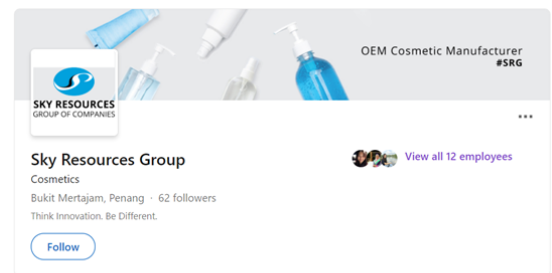 OEM Cosmetic Manufacturer
#SRG
SKY RESOURCES
GROUP OF COMPANIES
Sky Resources Group
View all 12 employees
Cosmetics
Bukit Mertajam, Penang · 62 followers
Think Innovation. Be Different.
Follow